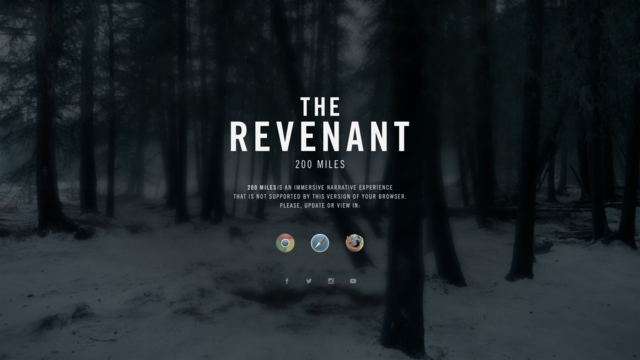 THE
REVENANT
200 MILES
200 MILES IS AN IMMERSIVE NARRATIVE EXPERIENCE
THAT IS NOT SUPPORTED BY THIS VERSION OF YOUR BROWSER.
PLEASE, UPDATE OR VIEW IN: